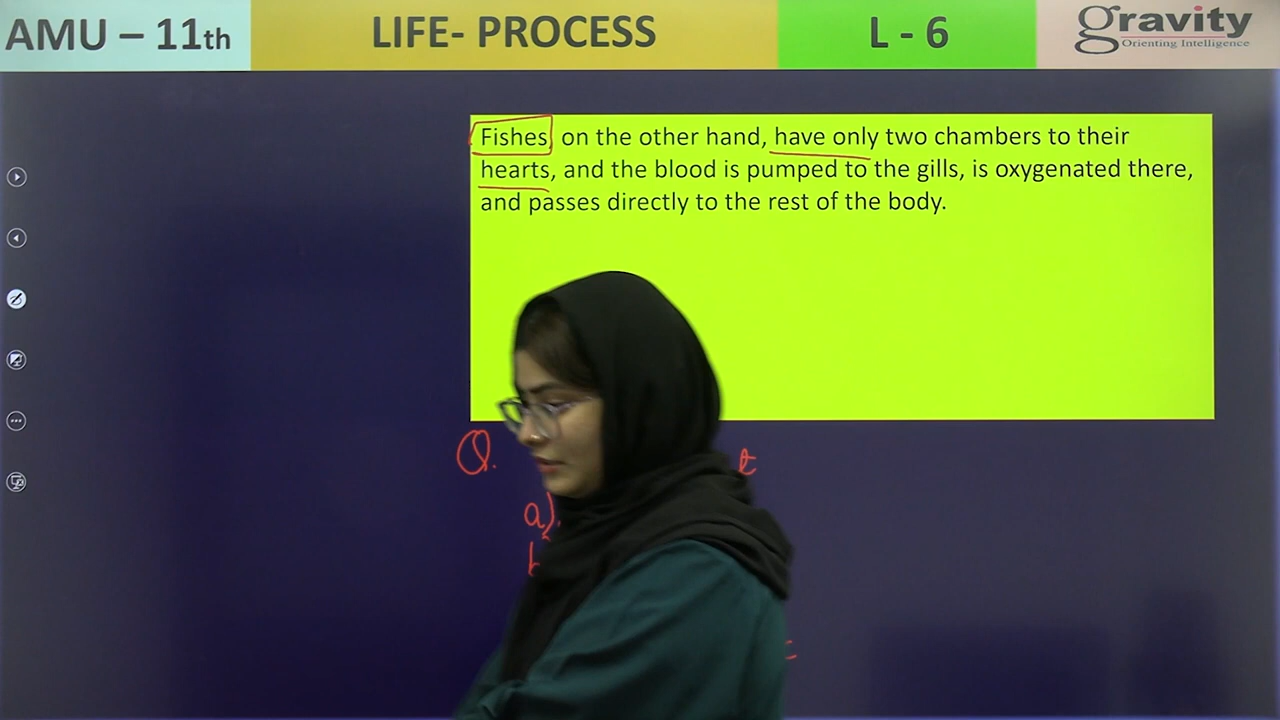 AMU – 11th
LIFE- PROCESS
L - 6
gravity
Orienting Intelligence
Fishes, on the other hand, have only two chambers to their
hearts, and the blood is pumped to the gills, is oxygenated there,
and passes directly to the rest of the body.
Q.
a).